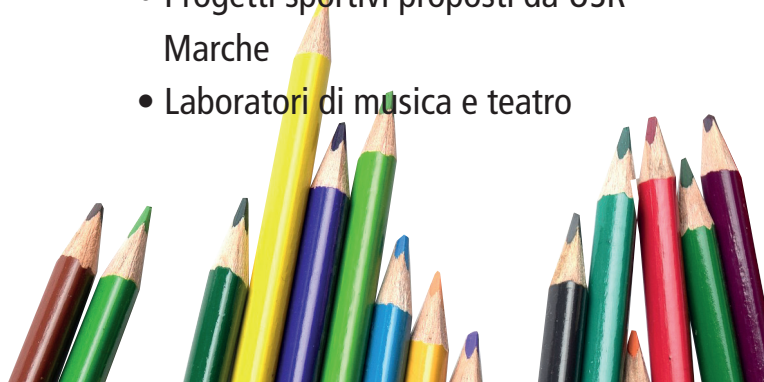 • Progetti sportivi proposti da USR
Marche
• Laboratori di musica e teatro